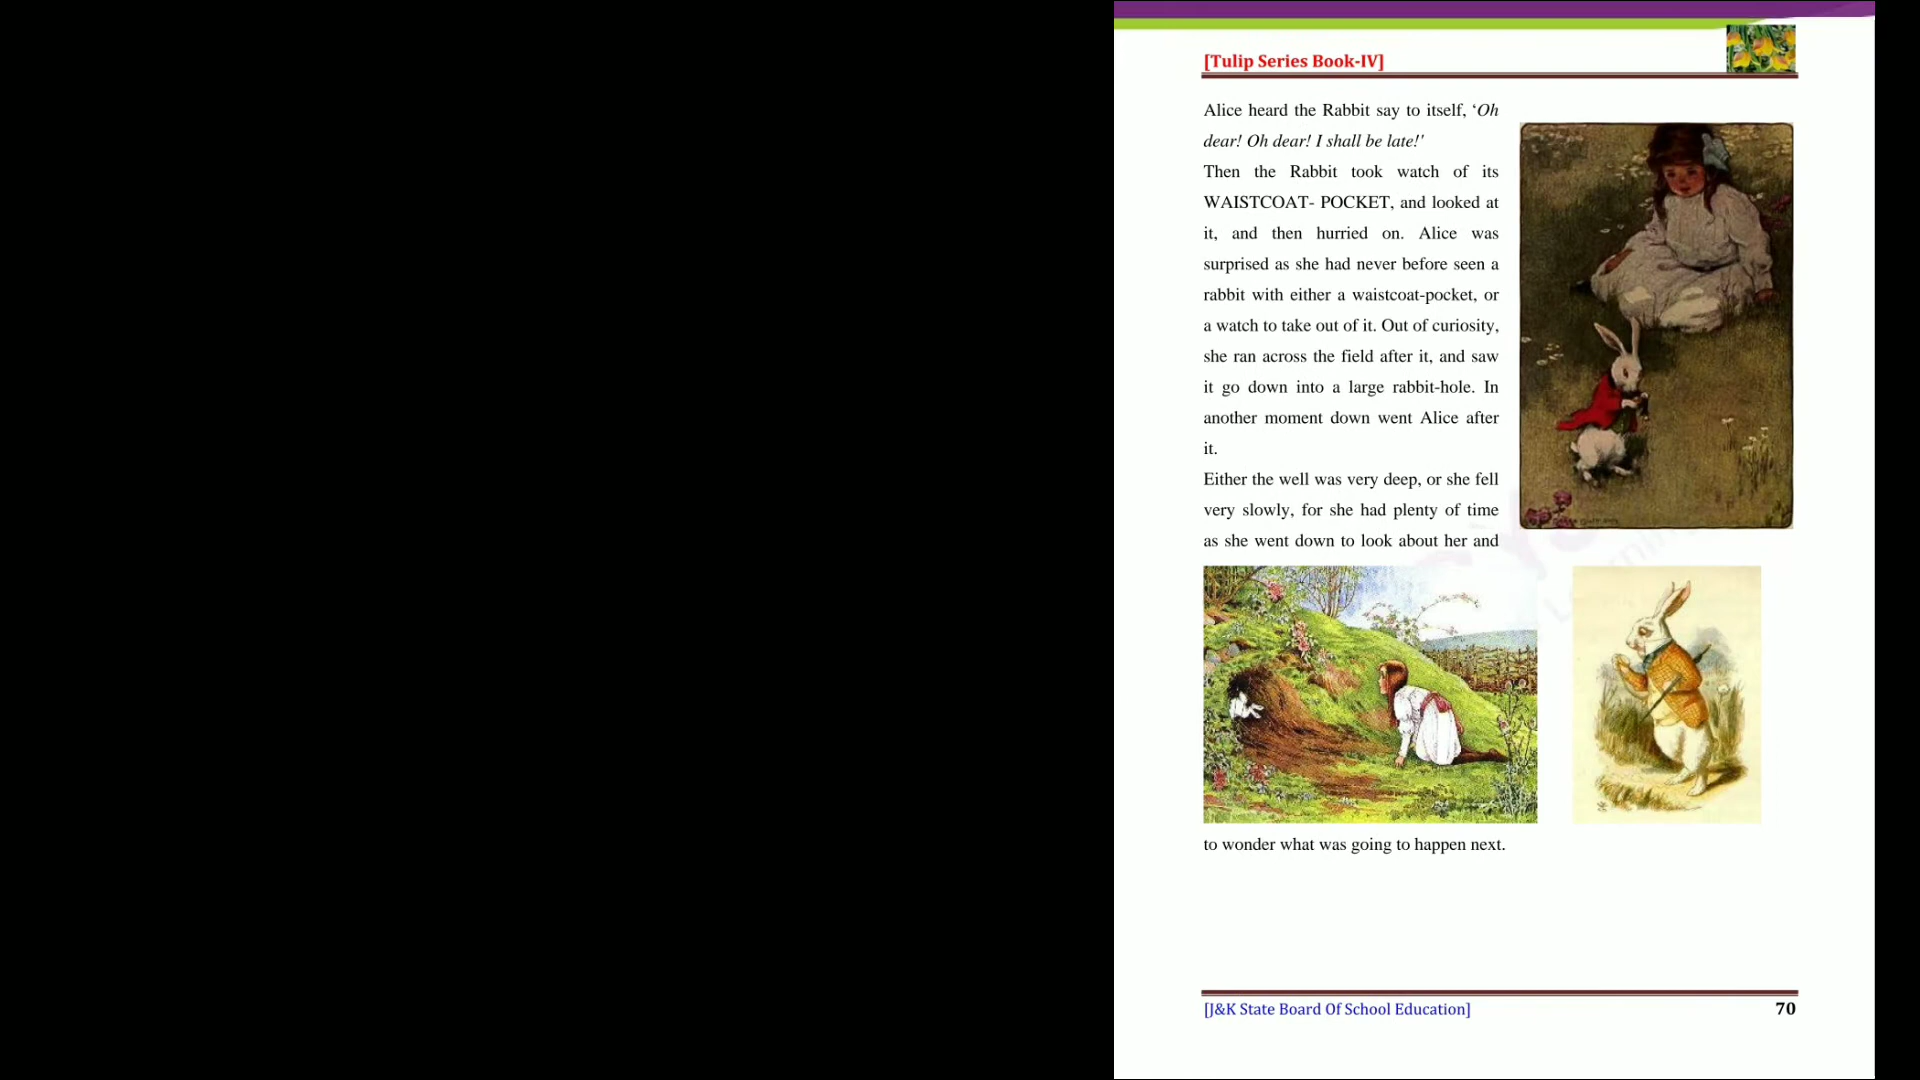 [Tulip Series Book-IV]
Alice heard the Rabbit say to itself, ‘Oh
dear! Oh dear! I shall be late!'
Then the Rabbit took watch of its
WAISTCOAT- POCKET, and looked at
it, and then hurried on. Alice was
surprised as she had never before seen a
rabbit with either a waistcoat-pocket, or
a watch to take out of it. Out of curiosity,
she ran across the field after it, and saw
it go down into a large rabbit-hole. In
another moment down went Alice after
it.
Either the well was very deep, or she fell
very slowly, for she had plenty of time
as she went down to look about her and
to wonder what was going to happen next.
[J&K State Board Of School Education]
70